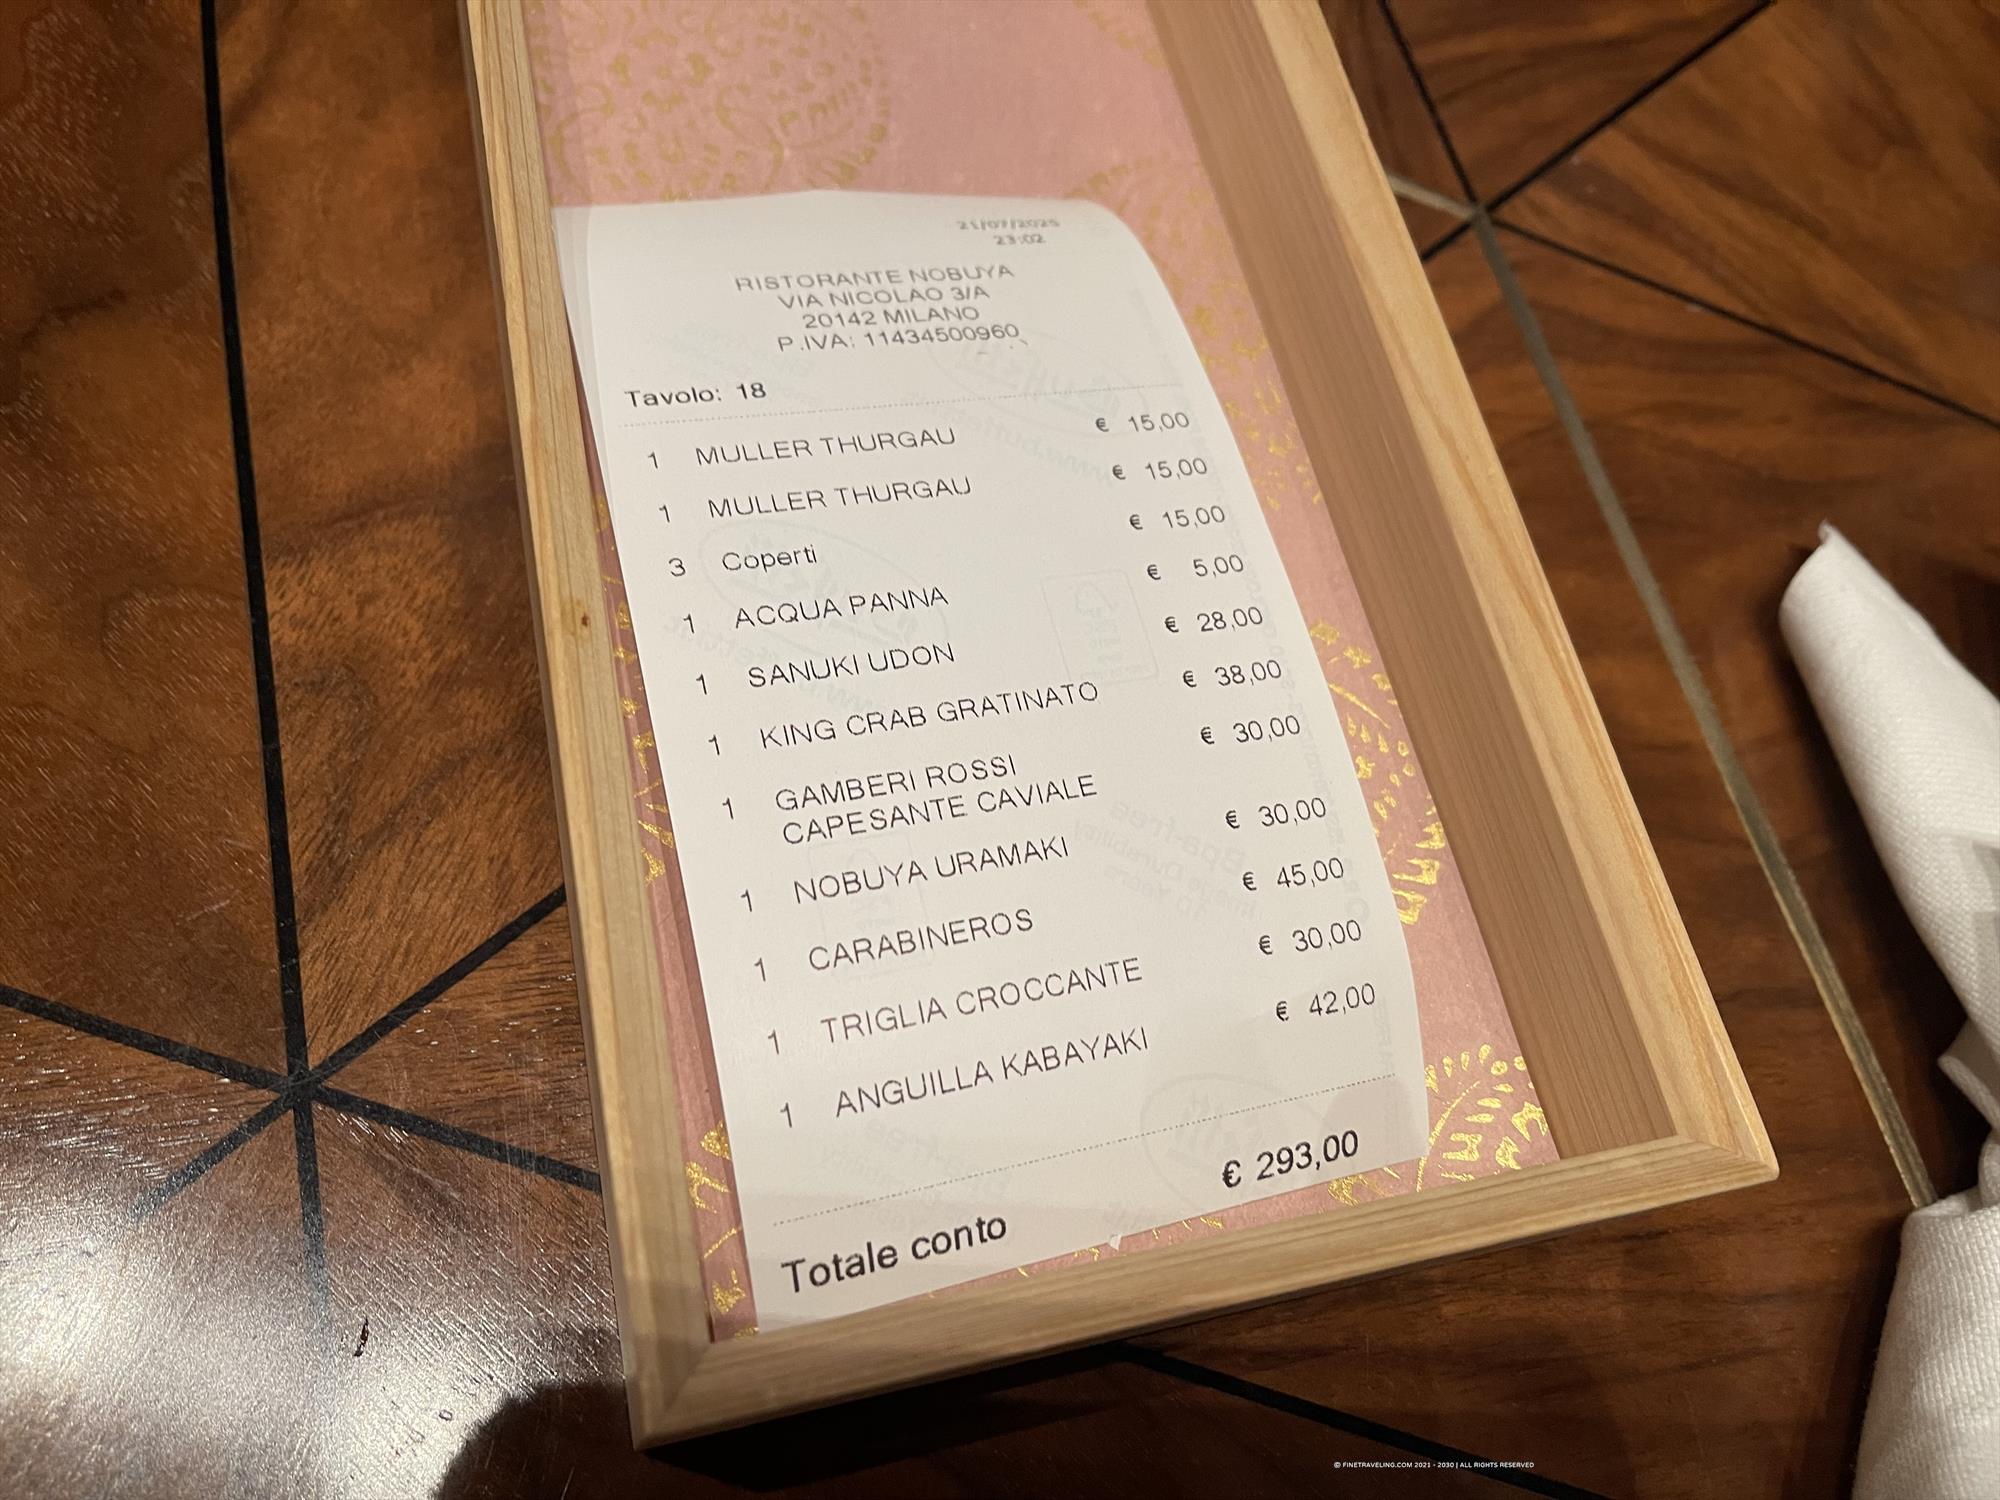 21/07/2025
23:02
RISTORANTE NOBUYA
VIA NICOLAO 3/A
20142 MILANO
P.IVA: 11434500960
Tavolo: 18
1 MULLER THURGAU € 15,00
1 MULLER THURGAU € 15,00
3 Coperti € 15,00
1 ACQUA PANNA € 5,00
1 SANUKI UDON € 28,00
1 KING CRAB GRATINATO € 38,00
1 GAMBERI ROSSI € 30,00
CAPESANTE CAVIALE
1 NOBUYA URAMAKI € 30,00
1 CARABINEROS € 45,00
1 TRIGLIA CROCCANTE € 30,00
1 ANGUILLA KABAYAKI € 42,00
Totale conto € 293,00
© FINETRAVELING.COM 2021 - 2030 | ALL RIGHTS RESERVED